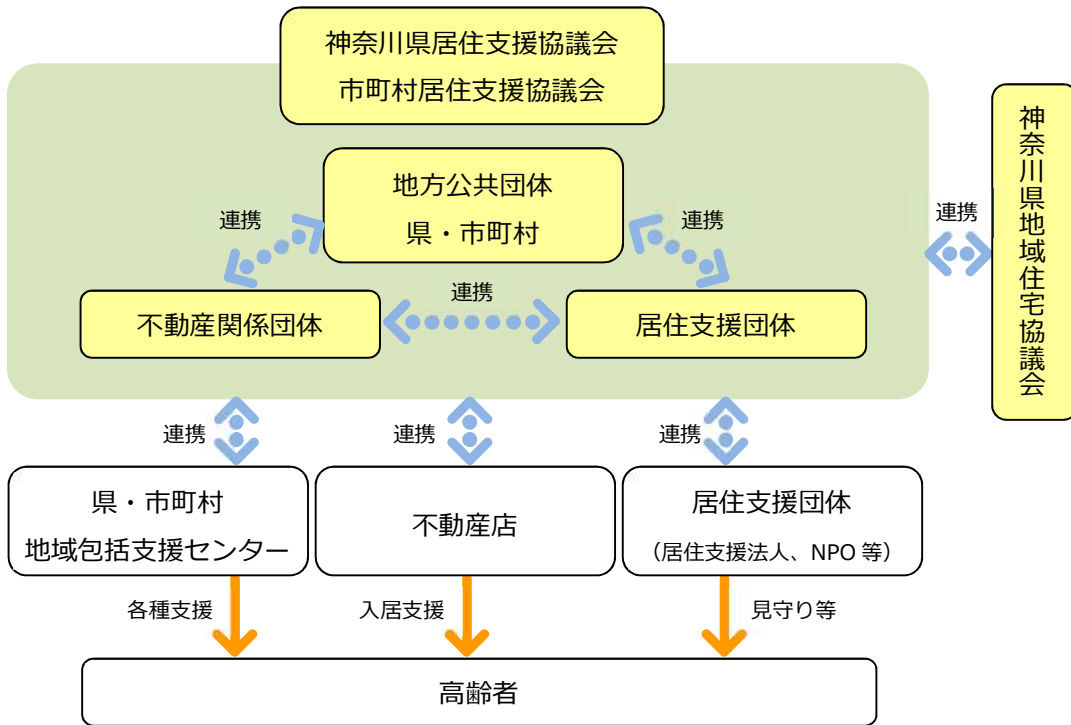 神奈川県居住支援協議会
市町村居住支援協議会
地方公共団体
県・市町村
連携
連携
連携
不動産関係団体
居住支援団体
連携
神奈川県地域住宅協議会
連携
連携
連携
県・市町村
地域包括支援センター
不動産店
居住支援団体
（居住支援法人、NPO 等）
各種支援
入居支援
見守り等
高齢者